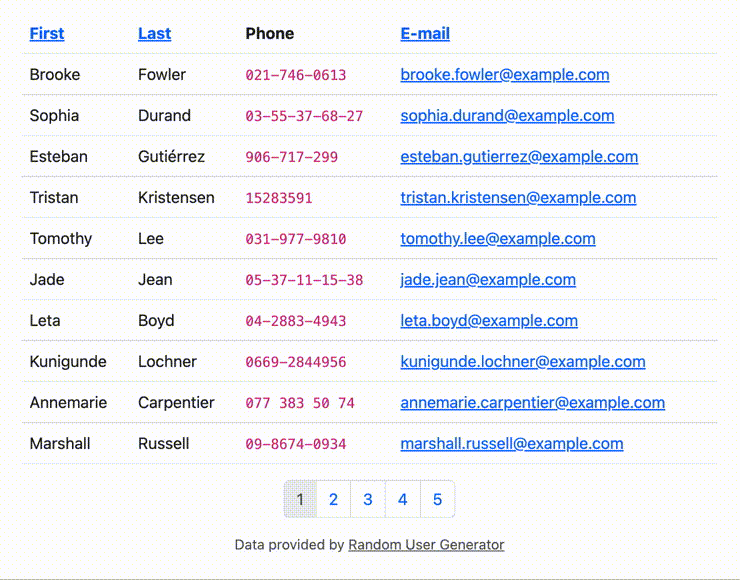 First Last Phone E-mail
Brooke Fowler 021-746-0613 brooke.fowler@example.com
Sophia Durand 03-55-37-68-27 sophia.durand@example.com
Esteban Gutiérrez 906-717-299 esteban.gutierrez@example.com
Tristan Kristensen 15283591 tristan.kristensen@example.com
Tomothy Lee 031-977-9810 tomothy.lee@example.com
Jade Jean 05-37-11-15-38 jade.jean@example.com
Leta Boyd 04-2883-4943 leta.boyd@example.com
Kunigunde Lochner 0669-2844956 kunigunde.lochner@example.com
Annemarie Carpentier 077 383 50 74 annemarie.carpentier@example.com
Marshall Russell 09-8674-0934 marshall.russell@example.com
1 2 3 4 5
Data provided by Random User Generator